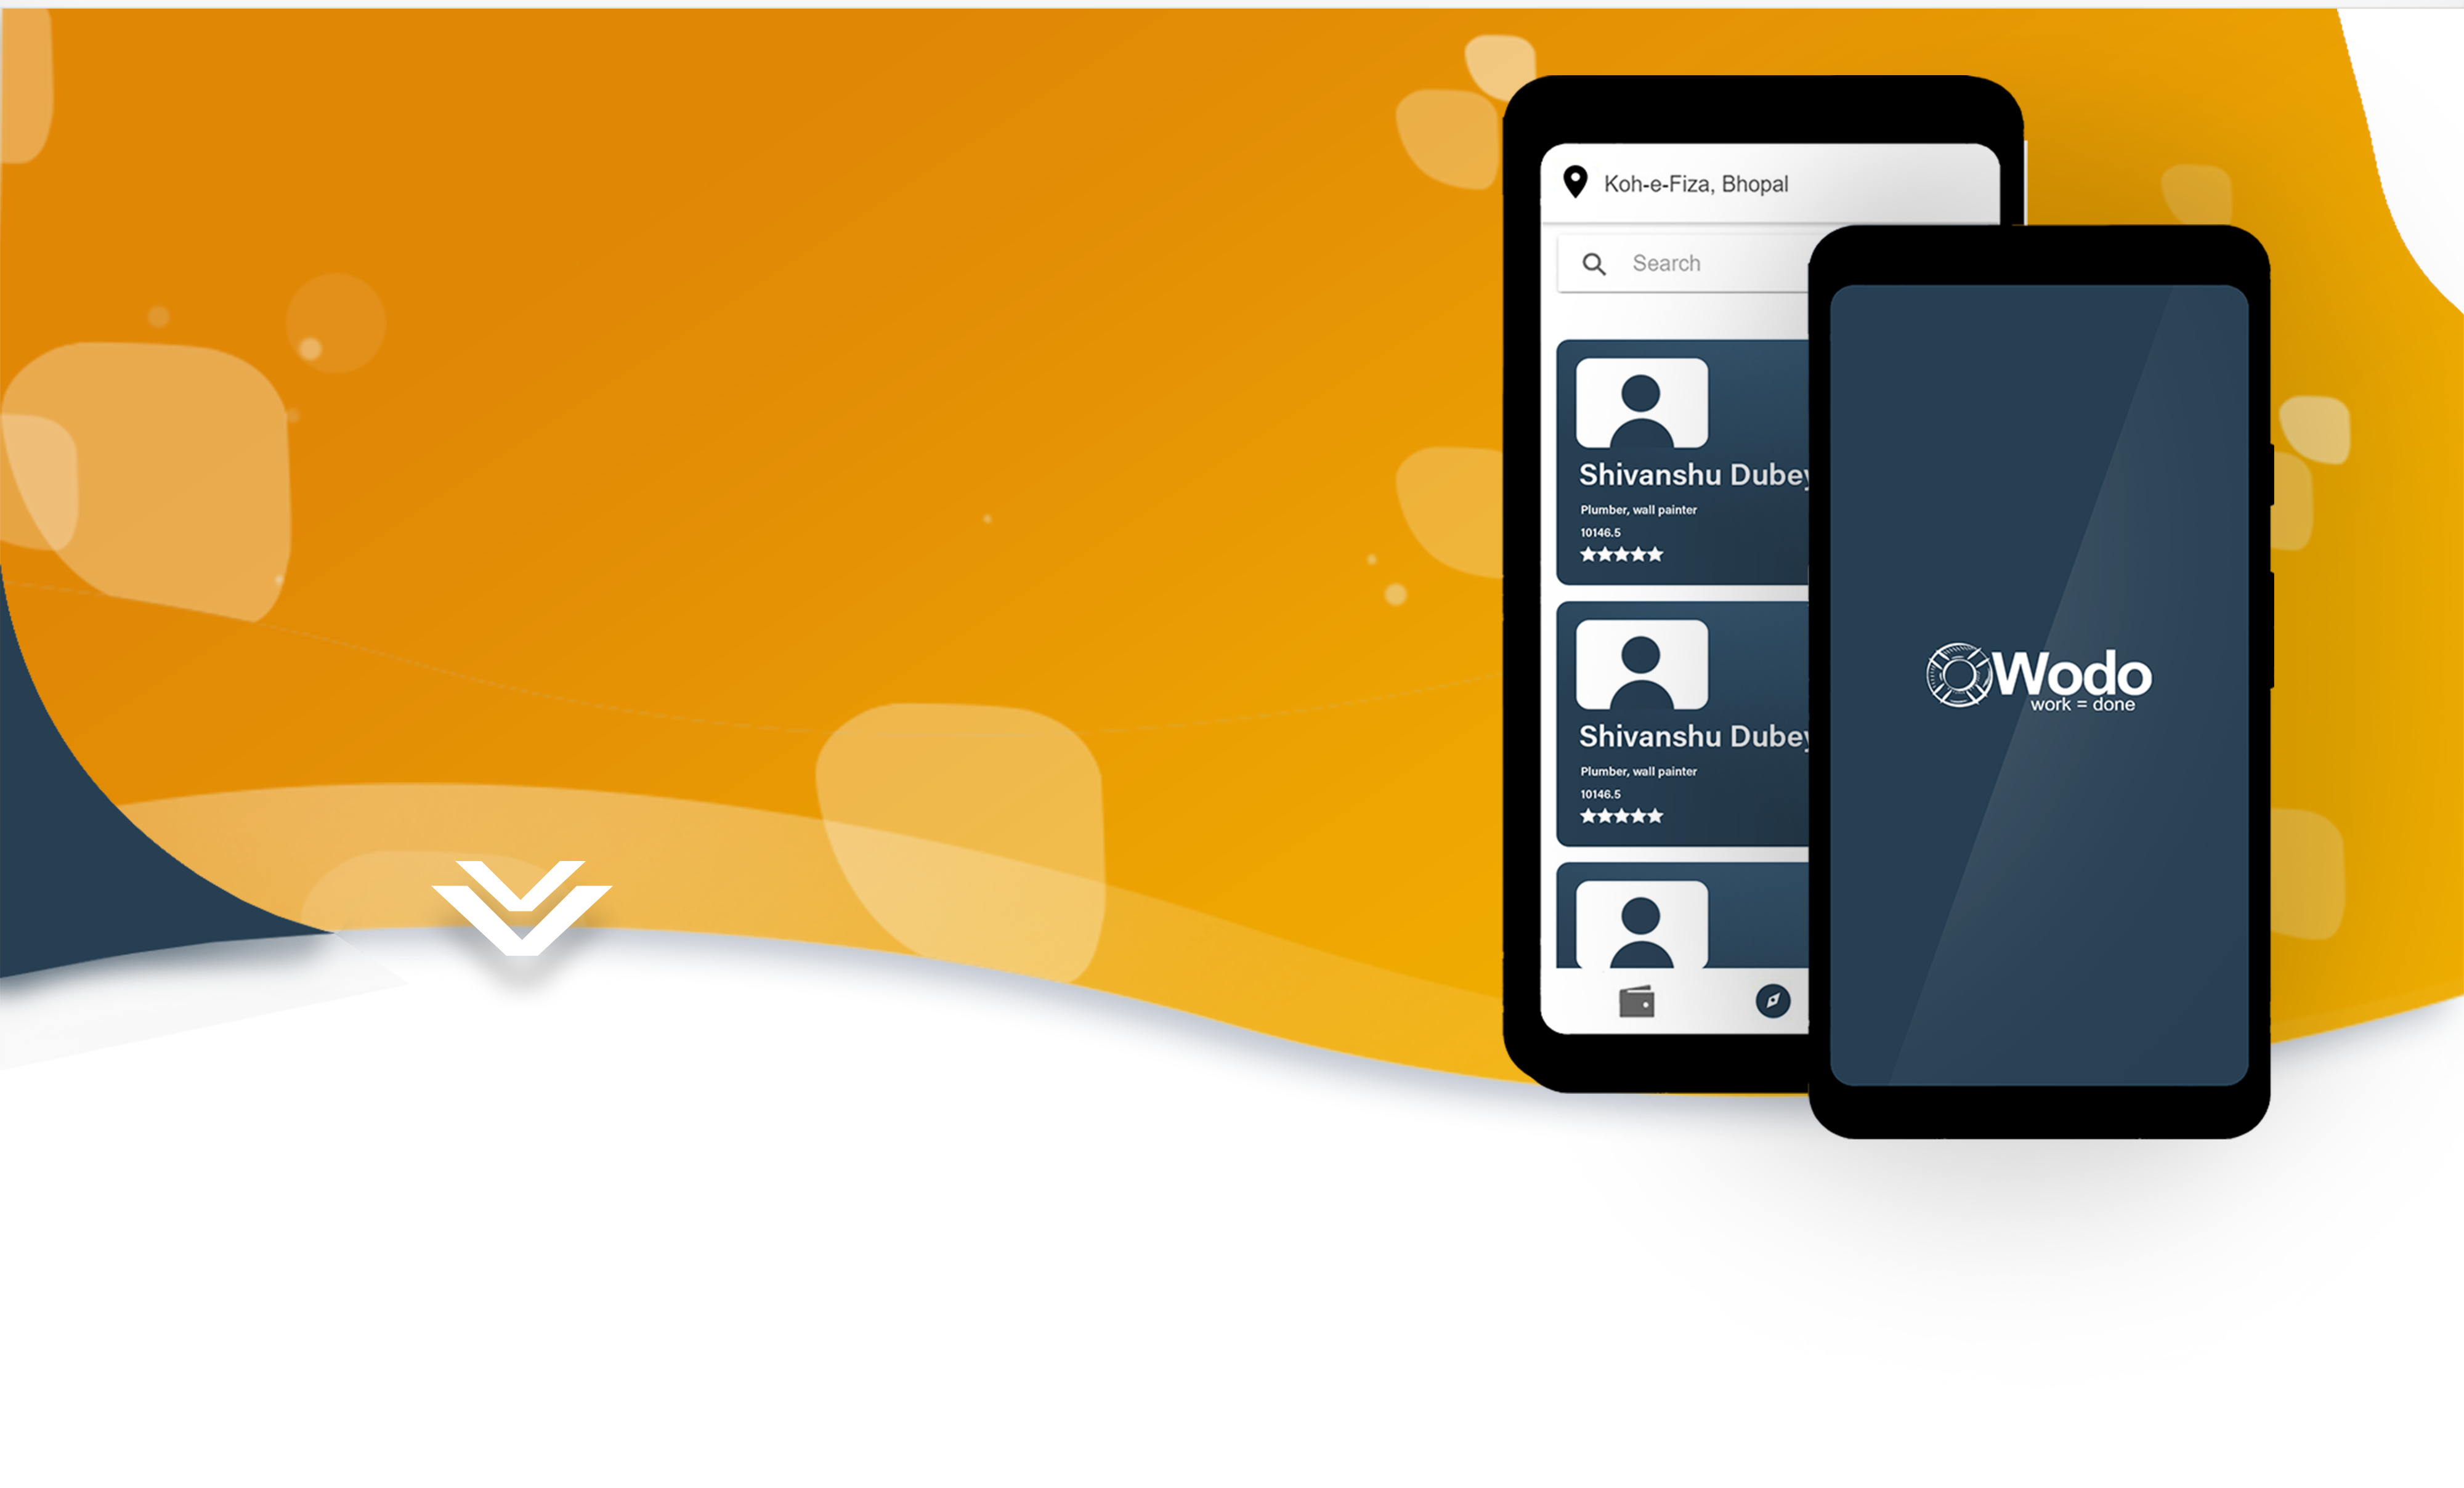 Koh-e-Fiza, Bhopal
Search
Shivanshu Dubey
Plumber, wall painter
10146.5
Shivanshu Dubey
Plumber, wall painter
10146.5
Wodo
work = done